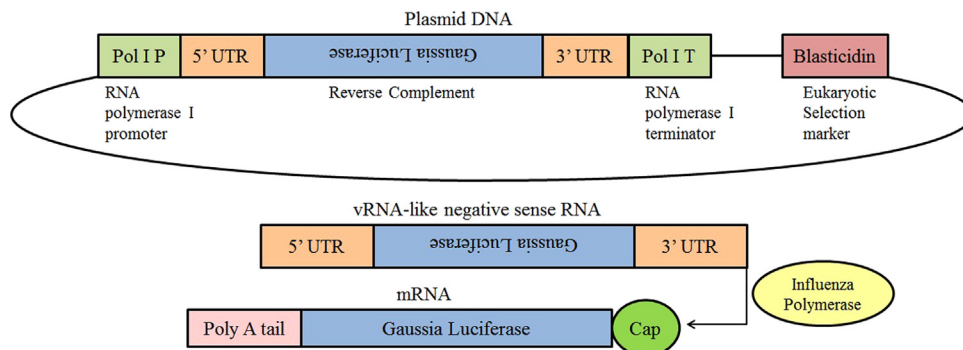 Plasmid DNA
Pol I P
5’ UTR
Gaussia Luciferase
3’ UTR
Pol I T
Blasticidin
RNA
polymerase I
promoter
Reverse Complement
RNA
polymerase I
terminator
Eukaryotic
Selection
marker
vRNA-like negative sense RNA
5’ UTR
Gaussia Luciferase
3’ UTR
Influenza
Polymerase
mRNA
Poly A tail
Gaussia Luciferase
Cap